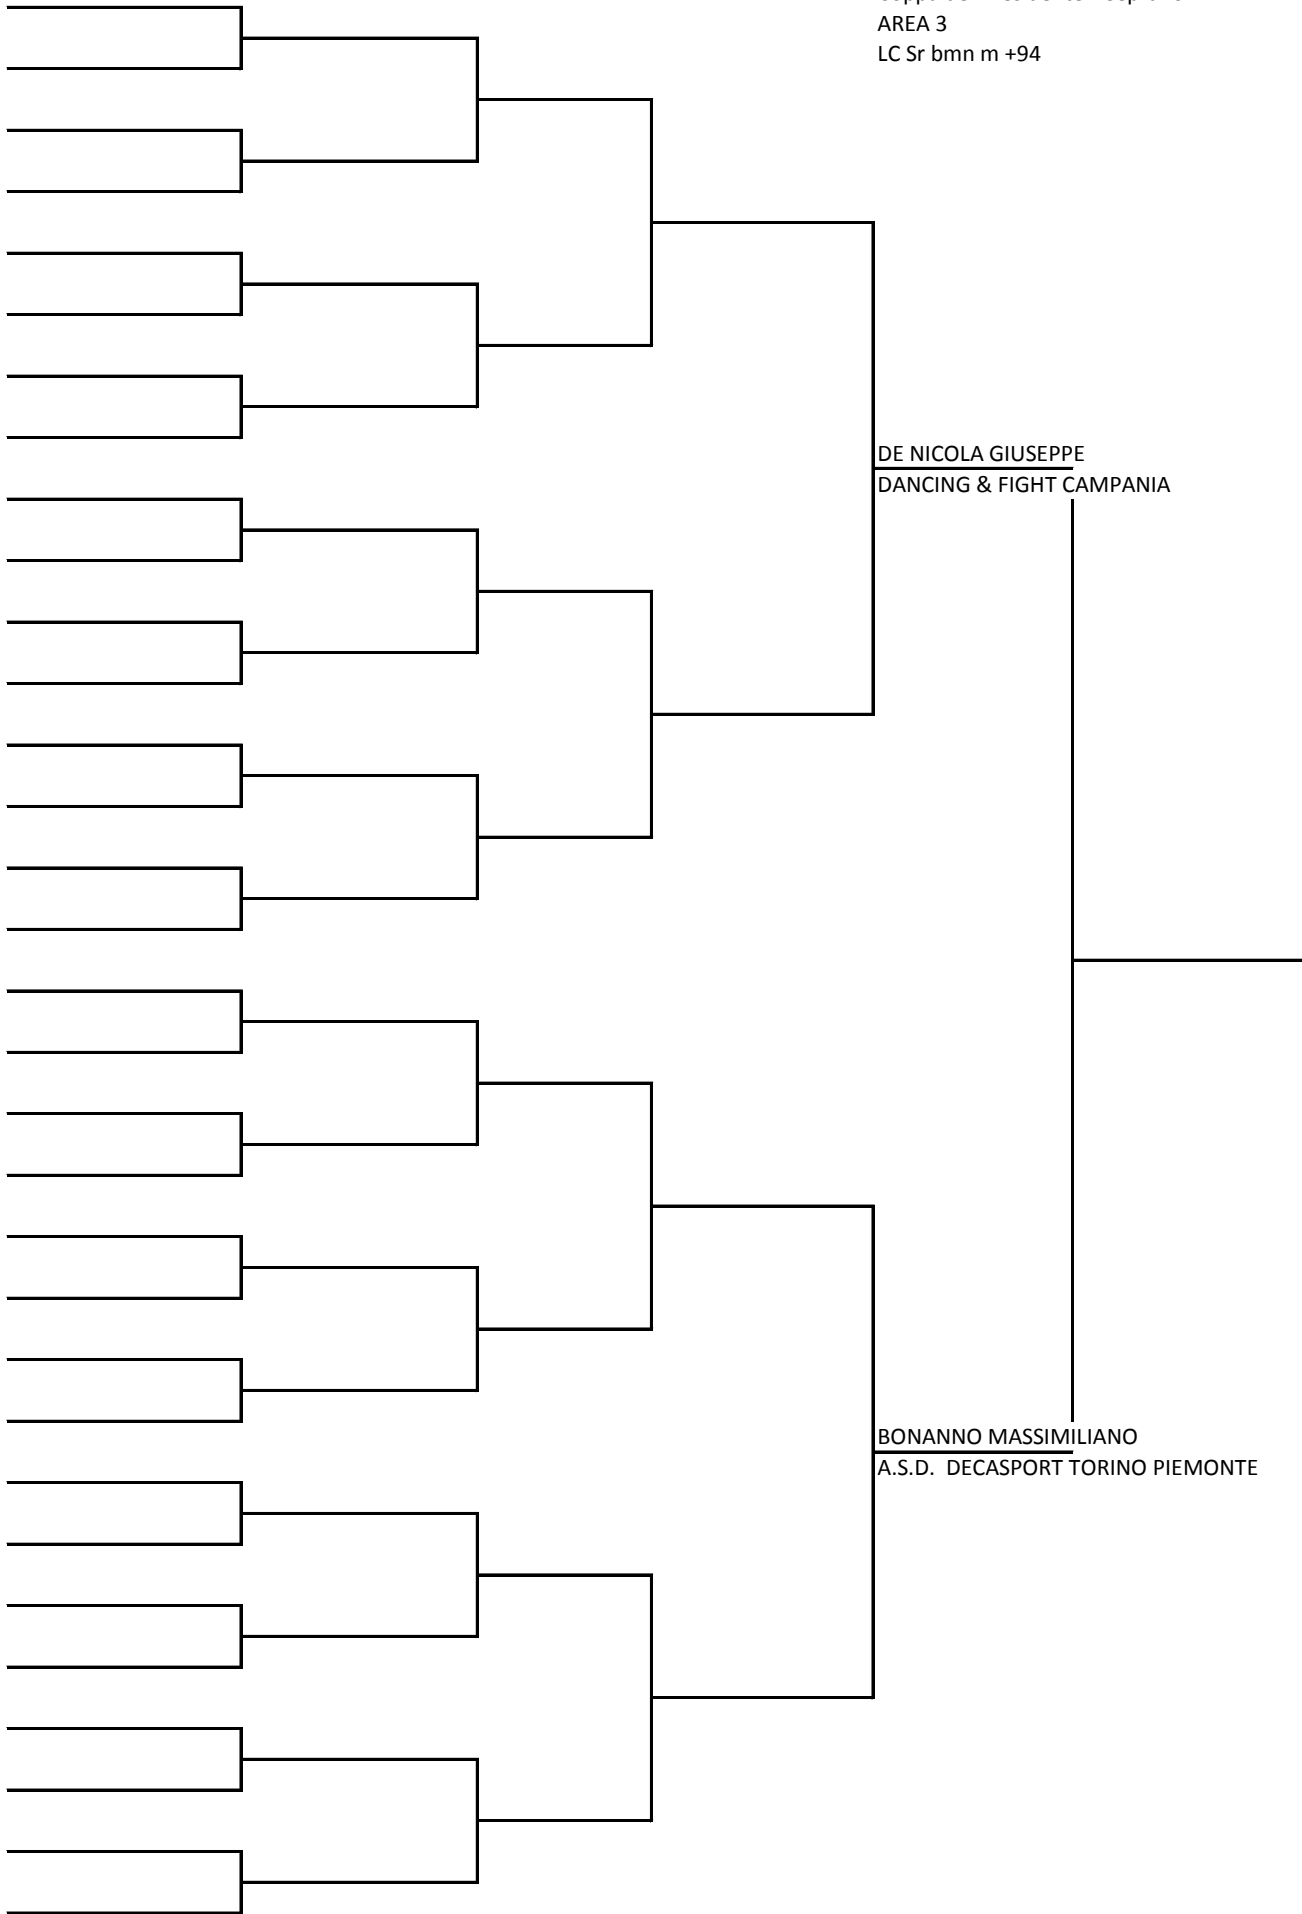 AREA 3
LC Sr bmn m +94
DE NICOLA GIUSEPPE
DANCING & FIGHT CAMPANIA
BONANNO MASSIMILIANO
A.S.D.  DECASPORT TORINO PIEMONTE